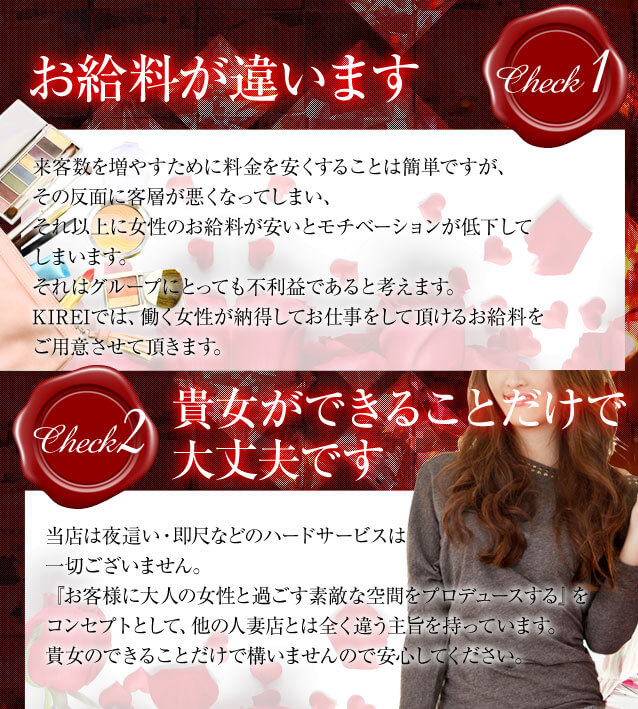 お給料が違います
Check 1
来客数を増やすために料金を安くすることは簡単ですが、
その反面に客層が悪くなってしまい、
それ以上に女性のお給料が安いとモチベーションが低下して
しまいます。
それはグループにとっても不利益であると考えます。
KIREIでは、働く女性が納得してお仕事をして頂けるお給料を
ご用意させて頂きます。
Check2
貴女ができることだけで
大丈夫です
当店は夜這い・即尺などのハードサービスは
一切ございません。
『お客様に大人の女性と過ごす素敵な空間をプロデュースする』を
コンセプトとして、他の人妻店とは全く違う主旨を持っています。
貴女のできることだけで構いませんので安心してください。